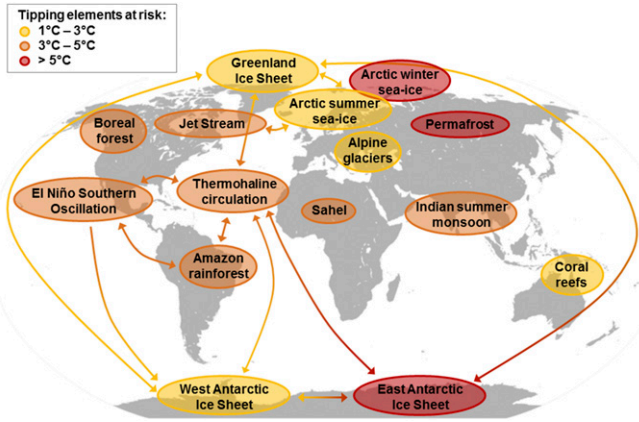 Tipping elements at risk:
1°C – 3°C
3°C – 5°C
> 5°C
Greenland
Ice Sheet
Arctic winter
sea-ice
Arctic summer
sea-ice
Boreal
forest
Jet Stream
Permafrost
Alpine
glaciers
El Niño Southern
Oscillation
Thermohaline
circulation
Sahel
Indian summer
monsoon
Amazon
rainforest
Coral
reefs
West Antarctic
Ice Sheet
East Antarctic
Ice Sheet